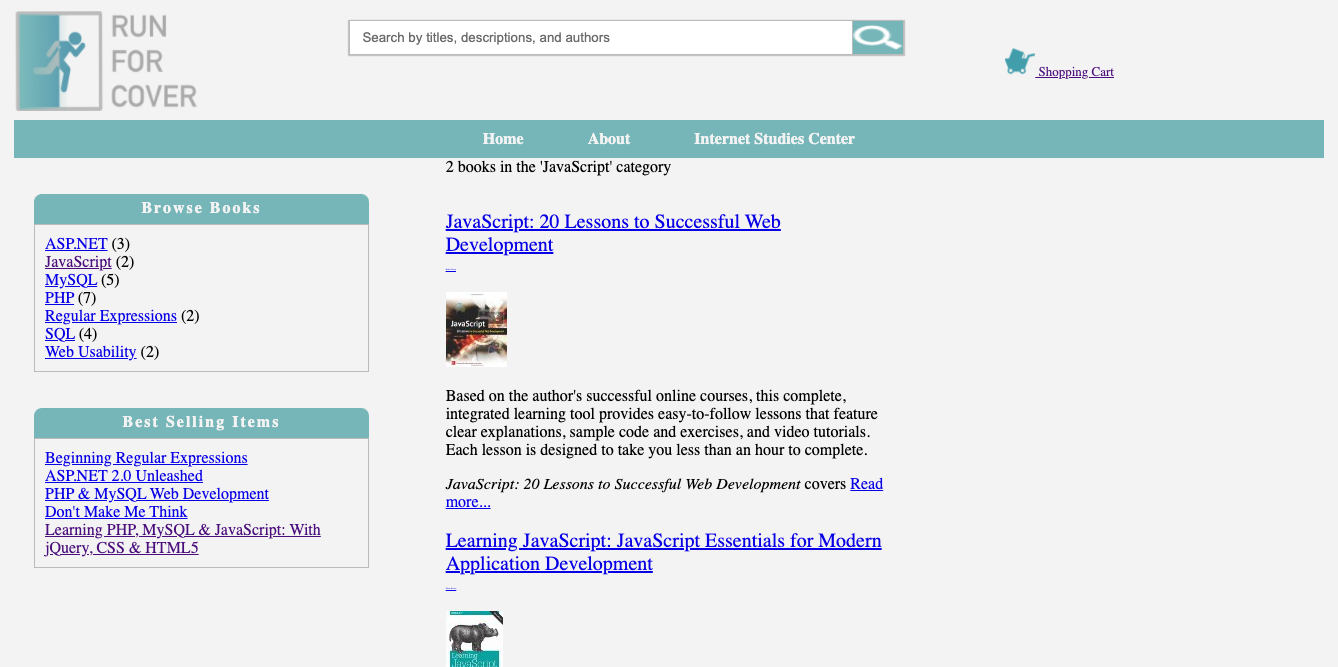 RUN
FOR
COVER
Search by titles, descriptions, and authors
Shopping Cart
Home About Internet Studies Center
2 books in the 'JavaScript' category
Browse Books
ASP.NET (3)
JavaScript (2)
MySQL (5)
PHP (7)
Regular Expressions (2)
SQL (4)
Web Usability (2)
Best Selling Items
Beginning Regular Expressions
ASP.NET 2.0 Unleashed
PHP & MySQL Web Development
Don't Make Me Think
Learning PHP, MySQL & JavaScript: With
jQuery, CSS & HTML5
JavaScript: 20 Lessons to Successful Web
Development
JavaScript
Based on the author's successful online courses, this complete,
integrated learning tool provides easy-to-follow lessons that feature
clear explanations, sample code and exercises, and video tutorials.
Each lesson is designed to take you less than an hour to complete.
JavaScript: 20 Lessons to Successful Web Development covers Read
more...
Learning JavaScript: JavaScript Essentials for Modern
Application Development
Learning
JavaScript